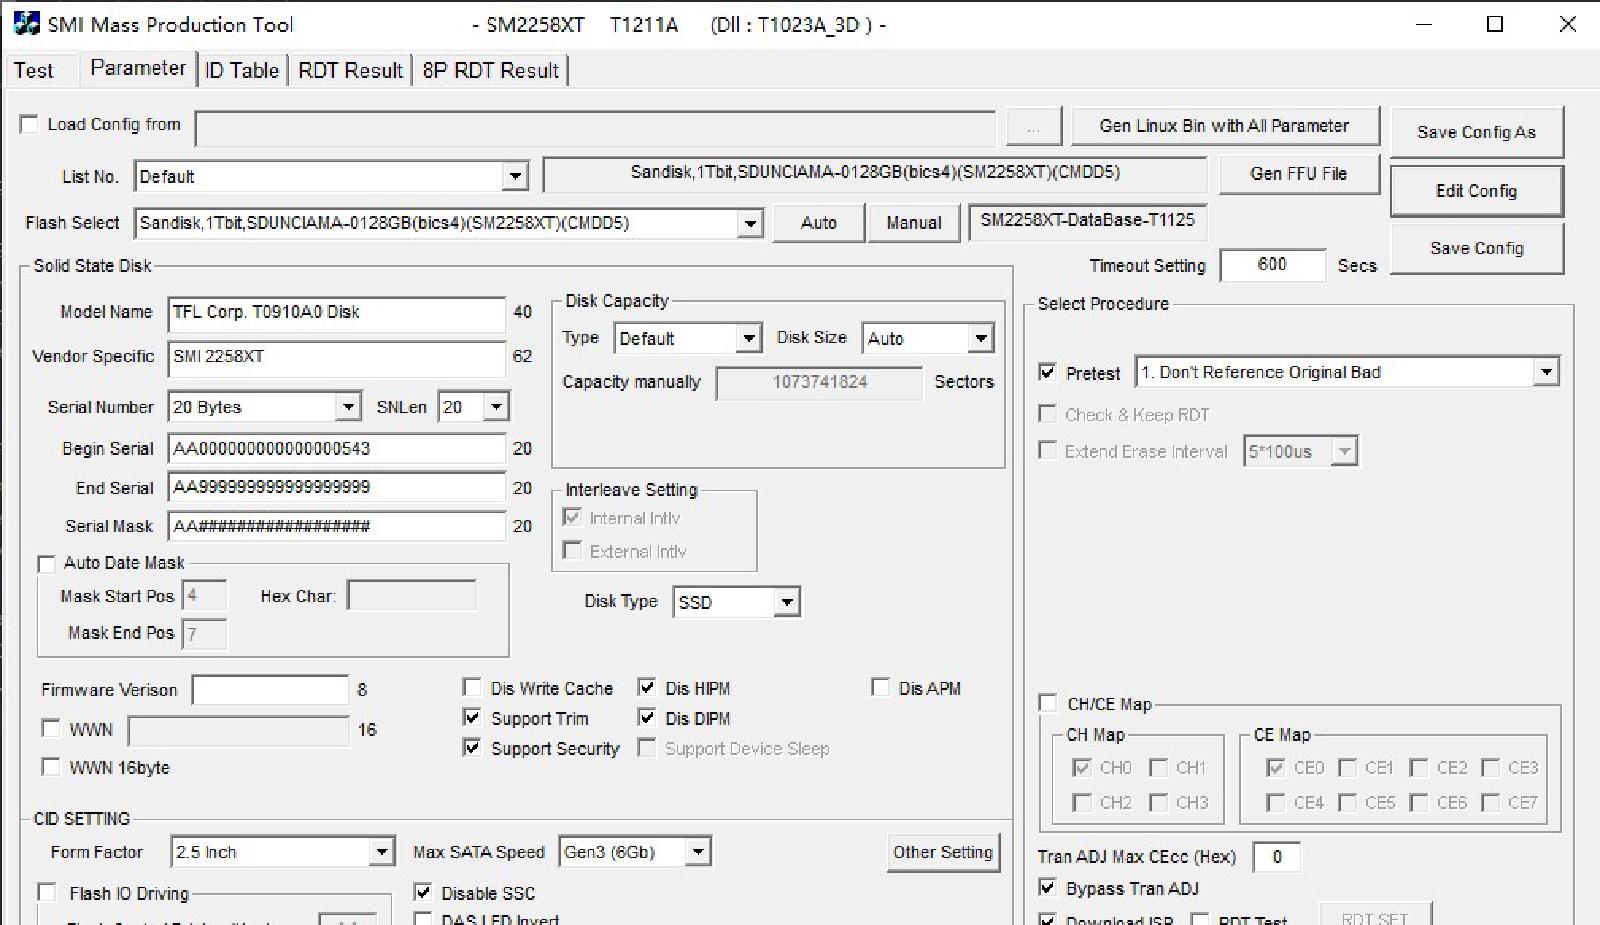 SMI Mass Production Tool - SM2258XT T1211A (Dll : T1023A_3D ) -
Test Parameter ID Table RDT Result 8P RDT Result
Load Config from ... Gen Linux Bin with All Parameter Save Config As
List No. Default Sandisk,1Tbit,SDUNCIAMA-0128GB(bics4)(SM2258XT)(CMDD5) Gen FFU File Edit Config
Flash Select Sandisk,1Tbit,SDUNCIAMA-0128GB(bics4)(SM2258XT)(CMDD5) Auto Manual SM2258XT-DataBase-T1125 Save Config
Timeout Setting 600 Secs
Solid State Disk
Model Name TFL Corp. T0910A0 Disk 40
Vendor Specific SMI 2258XT 62
Serial Number 20 Bytes SNLen 20
Begin Serial AA000000000000000543 20
End Serial AA999999999999999999 20
Serial Mask AA################## 20
Auto Date Mask
Mask Start Pos 4 Hex Char:
Mask End Pos 7
Disk Capacity
Type Default Disk Size Auto
Capacity manually 1073741824 Sectors
Interleave Setting
Internal Intlv
External Intlv
Disk Type SSD
Firmware Verison 8
WWN 16
WWN 16byte
Dis Write Cache Dis HIPM Dis APM
Support Trim Dis DIPM
Support Security Support Device Sleep
CID SETTING
Form Factor 2.5 Inch Max SATA Speed Gen3 (6Gb) Other Setting
Flash IO Driving Disable SSC
DAS LED Invert
Select Procedure
Pretest 1. Don't Reference Original Bad
Check & Keep RDT
Extend Erase Interval 5*100us
CH/CE Map
CH Map
CH0 CH1
CH2 CH3
CE Map
CE0 CE1 CE2 CE3
CE4 CE5 CE6 CE7
Tran ADJ Max CEcc (Hex) 0
Bypass Tran ADJ
Download ISP RDT Test RDT SET